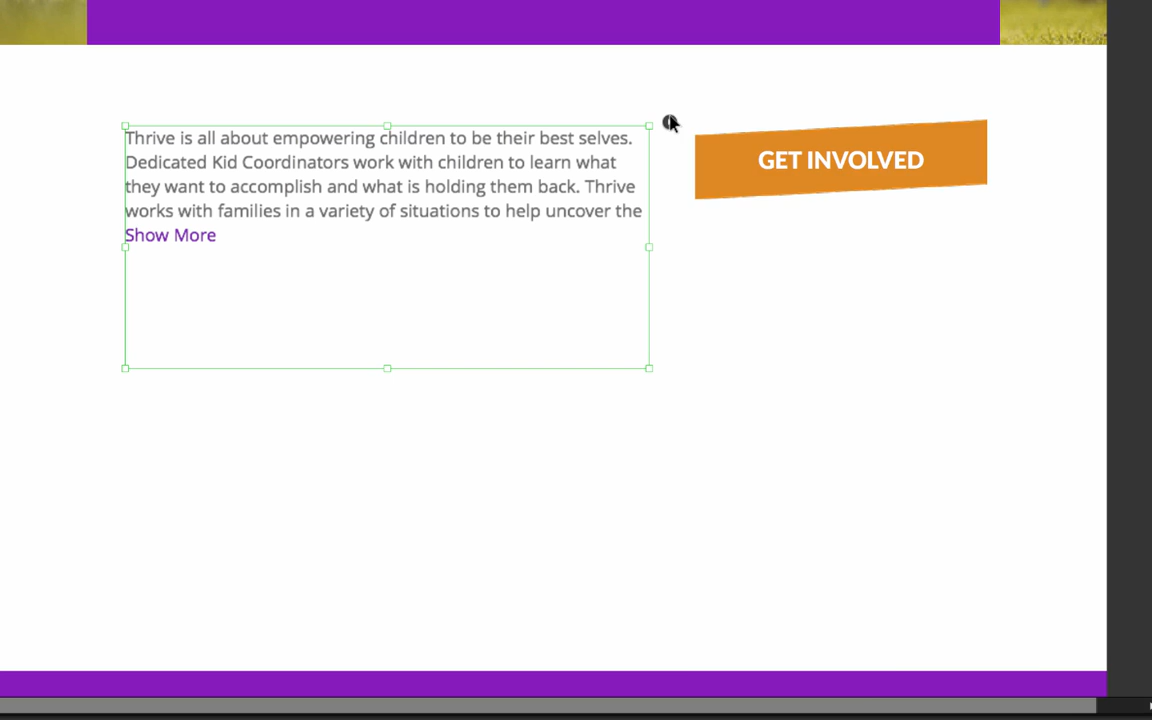 Thrive is all about empowering children to be their best selves.
Dedicated Kid Coordinators work with children to learn what
they want to accomplish and what is holding them back. Thrive
works with families in a variety of situations to help uncover the
Show More
GET INVOLVED